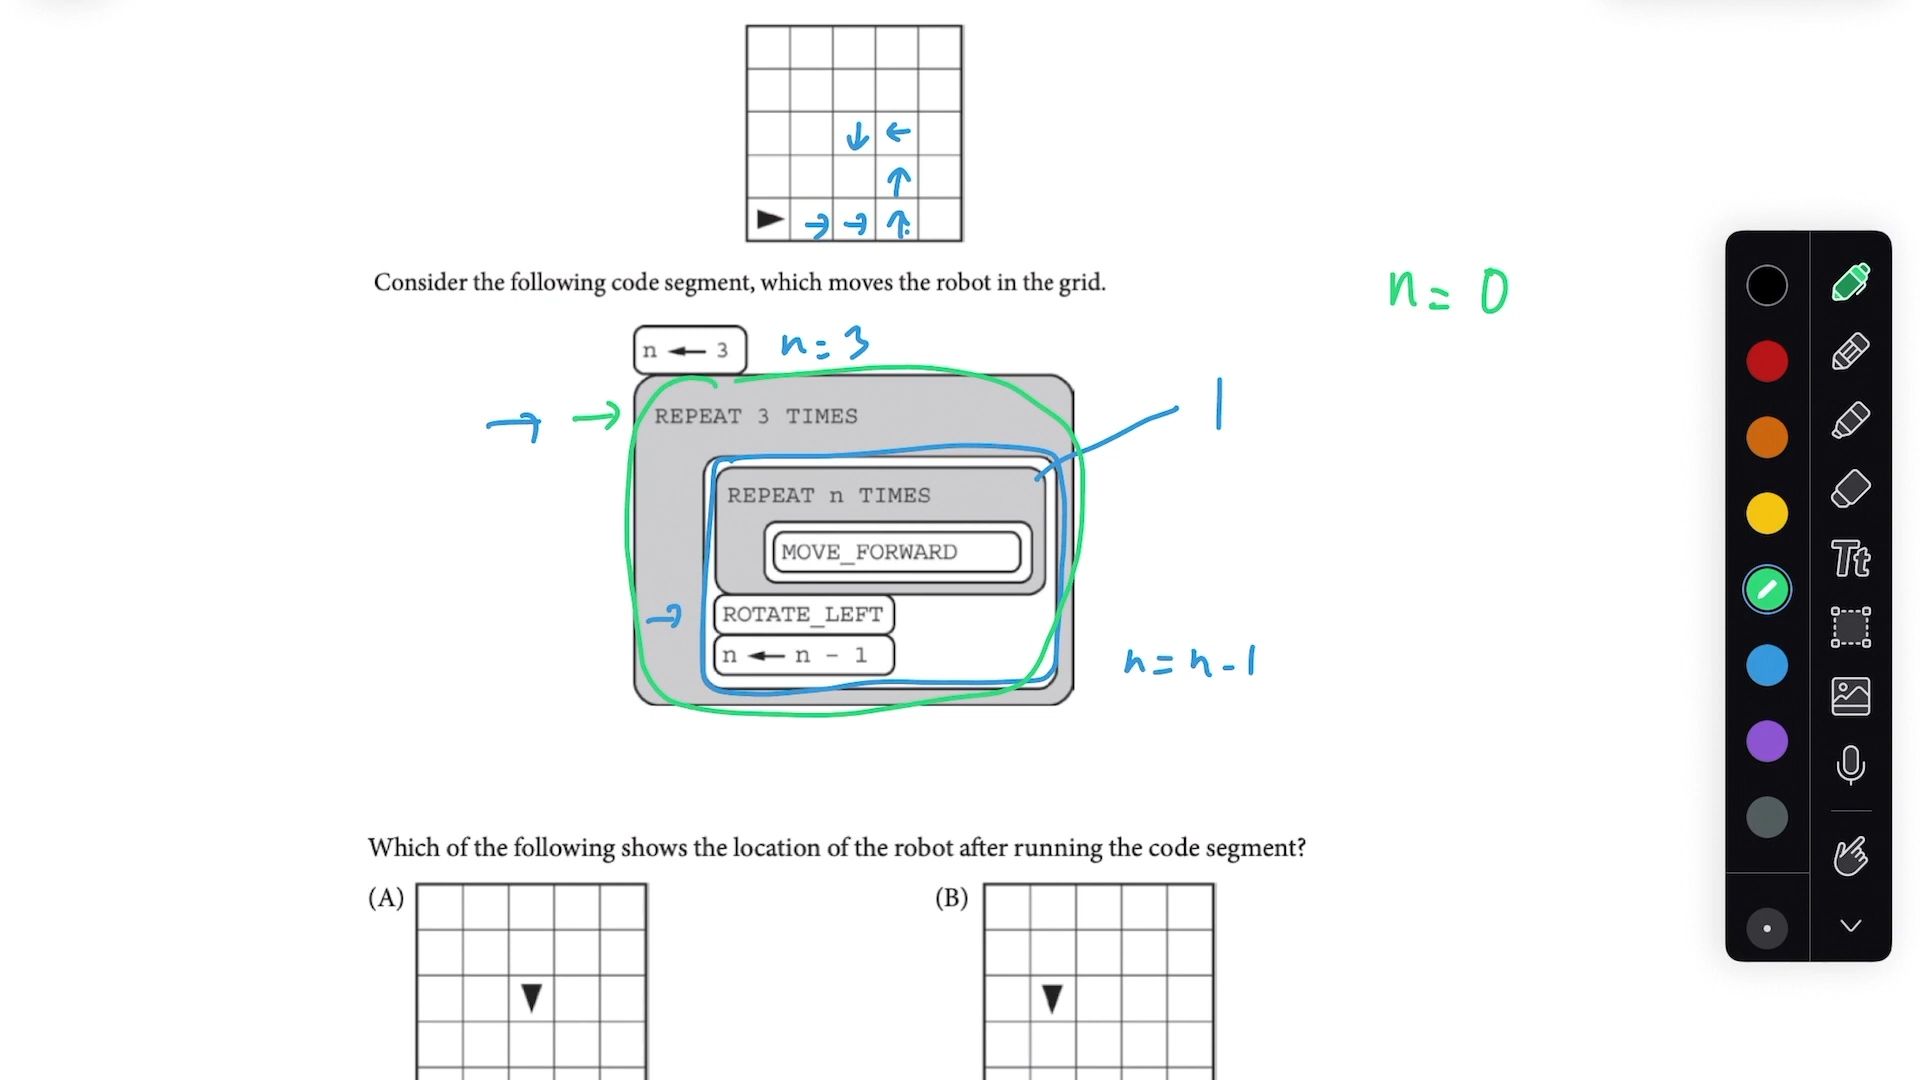 Consider the following code segment, which moves the robot in the grid.
n = 0
n ← 3
n = 3
REPEAT 3 TIMES
1
REPEAT n TIMES
MOVE_FORWARD
ROTATE_LEFT
n ← n - 1
n = n - 1
Which of the following shows the location of the robot after running the code segment?
(A)
(B)
Tt